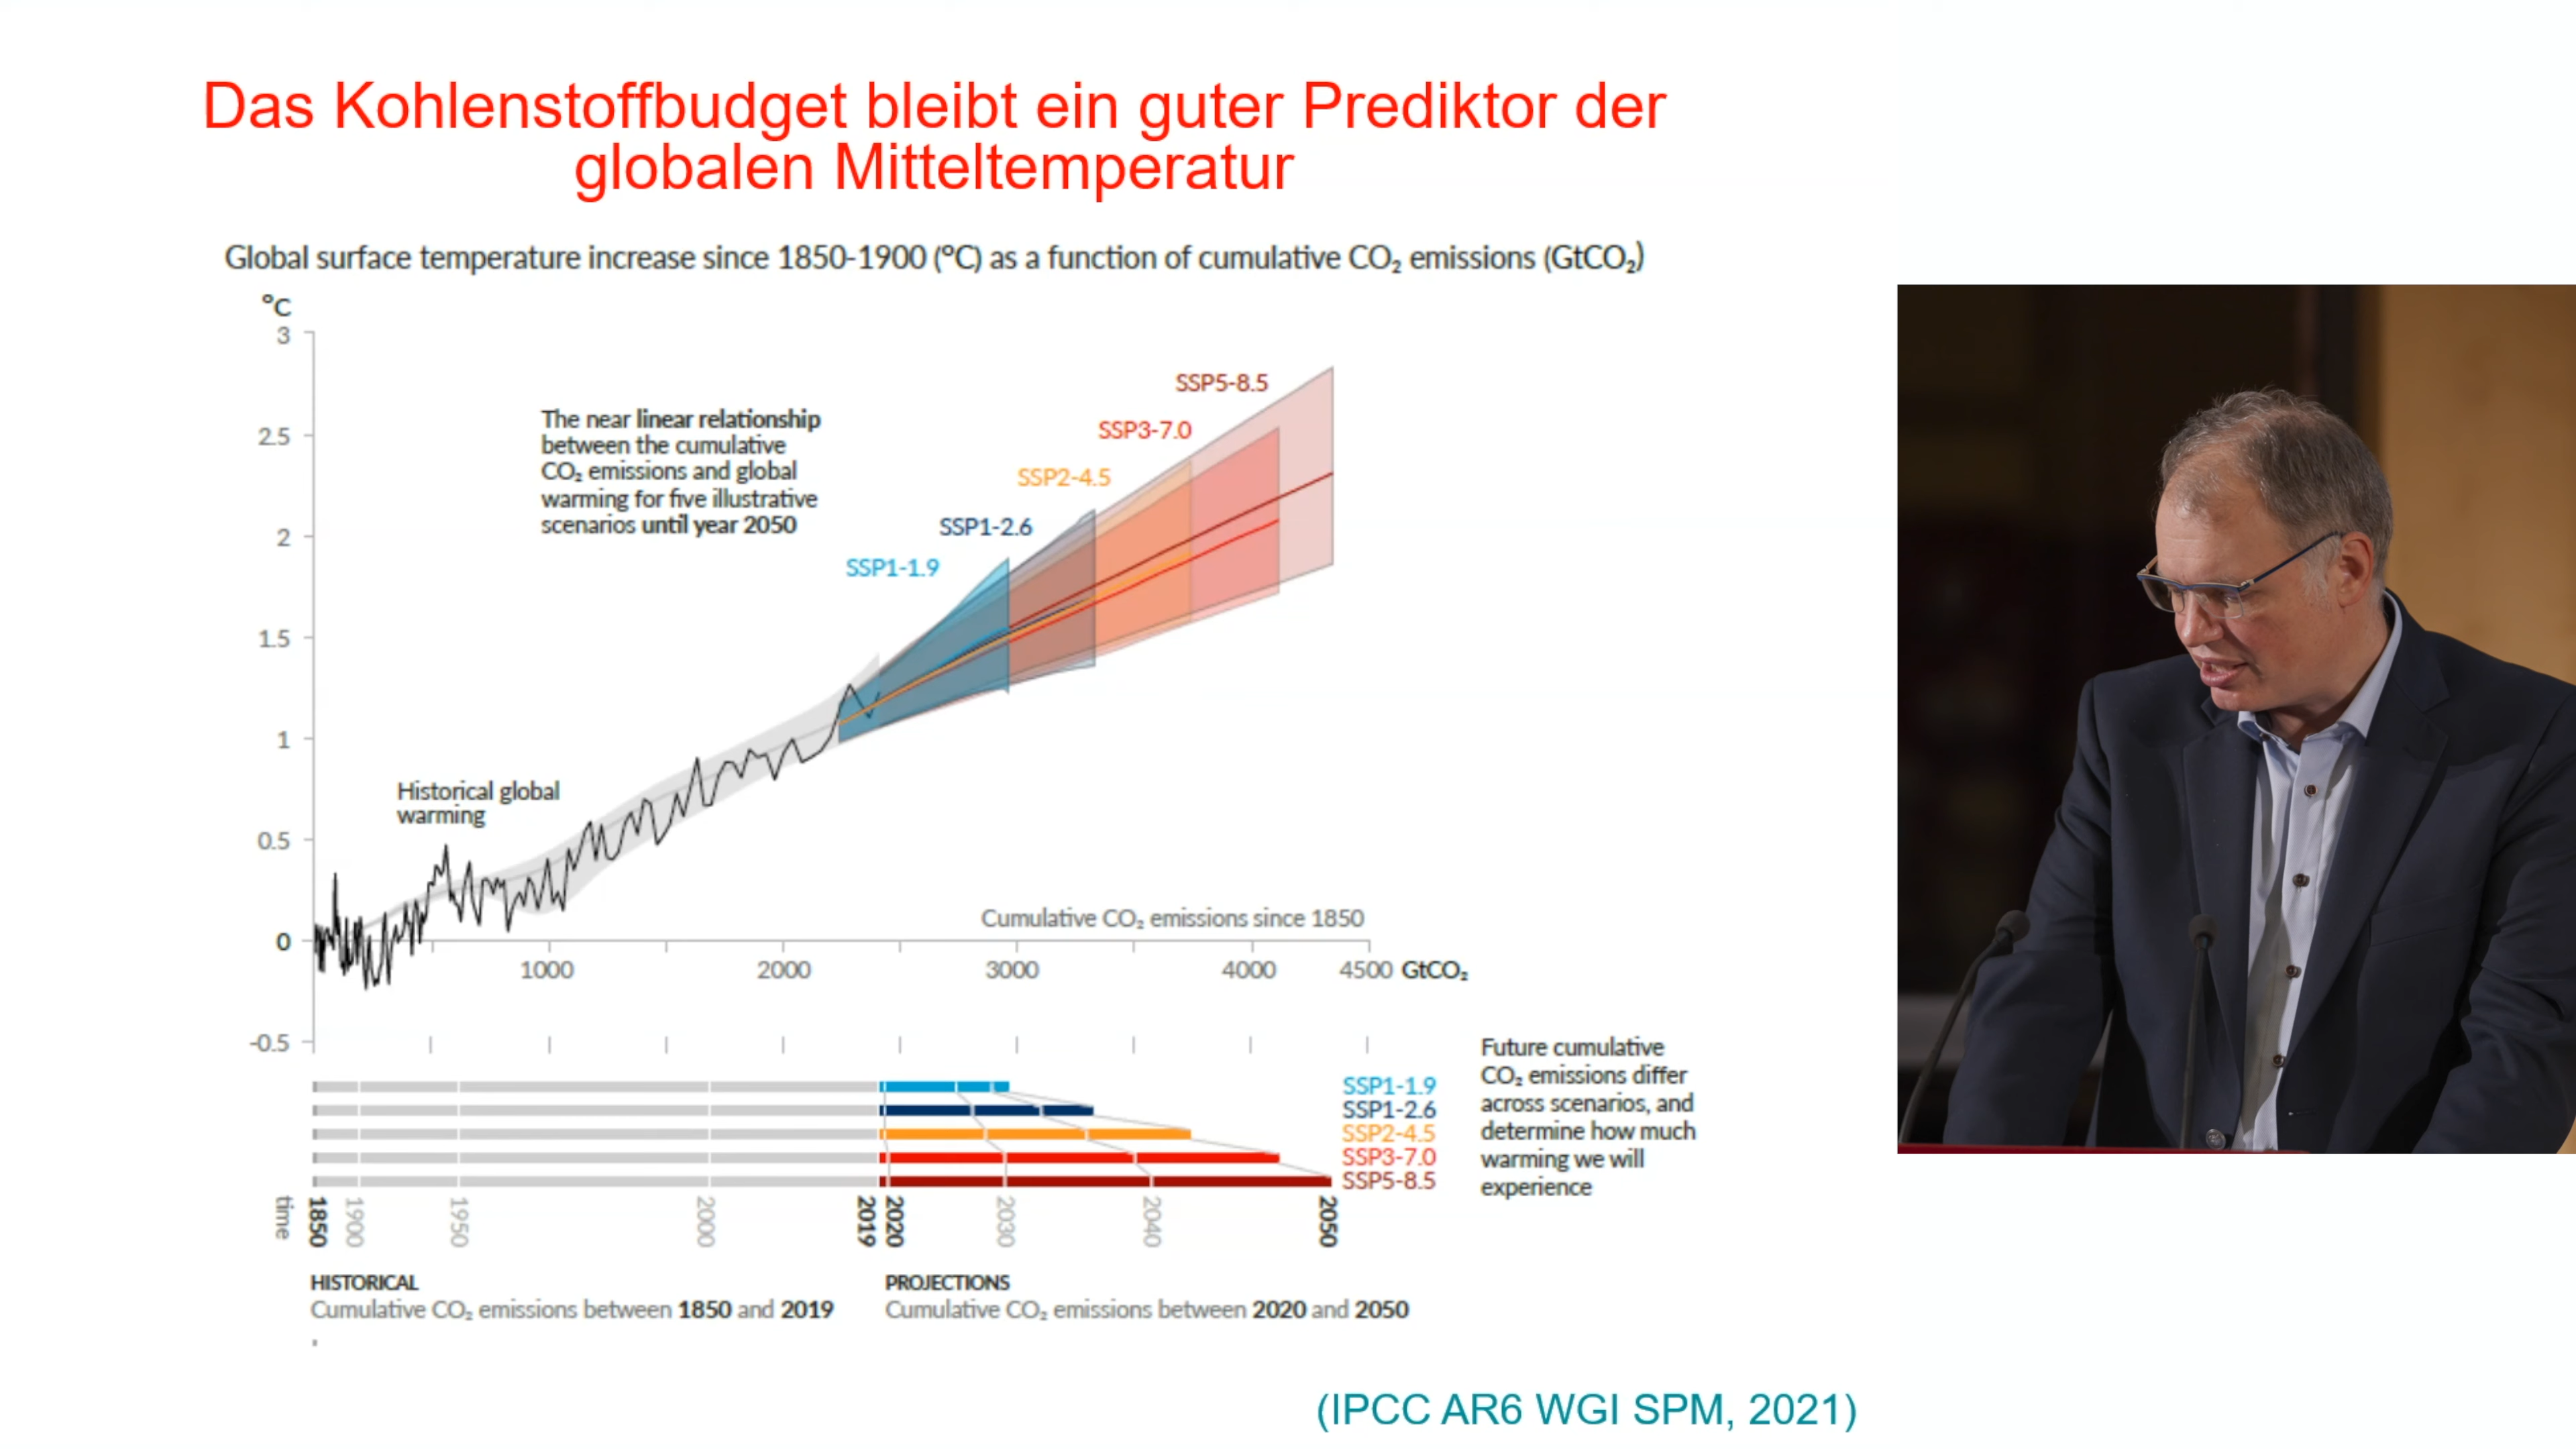 Das Kohlenstoffbudget bleibt ein guter Prediktor der
globalen Mitteltemperatur
Global surface temperature increase since 1850-1900 (°C) as a function of cumulative CO₂ emissions (GtCO₂)
°C
3
2.5
2
1.5
1
0.5
0
-0.5
The near linear relationship
between the cumulative
CO₂ emissions and global
warming for five illustrative
scenarios until year 2050
SSP5-8.5
SSP3-7.0
SSP2-4.5
SSP1-2.6
SSP1-1.9
Historical global
warming
Cumulative CO₂ emissions since 1850
1000 2000 3000 4000 4500 GtCO₂
SSP1-1.9
SSP1-2.6
SSP2-4.5
SSP3-7.0
SSP5-8.5
Future cumulative
CO₂ emissions differ
across scenarios, and
determine how much
warming we will
experience
time 1850 1900 1950 2000 2019 2020 2030 2040 2050
HISTORICAL
Cumulative CO₂ emissions between 1850 and 2019
PROJECTIONS
Cumulative CO₂ emissions between 2020 and 2050
(IPCC AR6 WGI SPM, 2021)